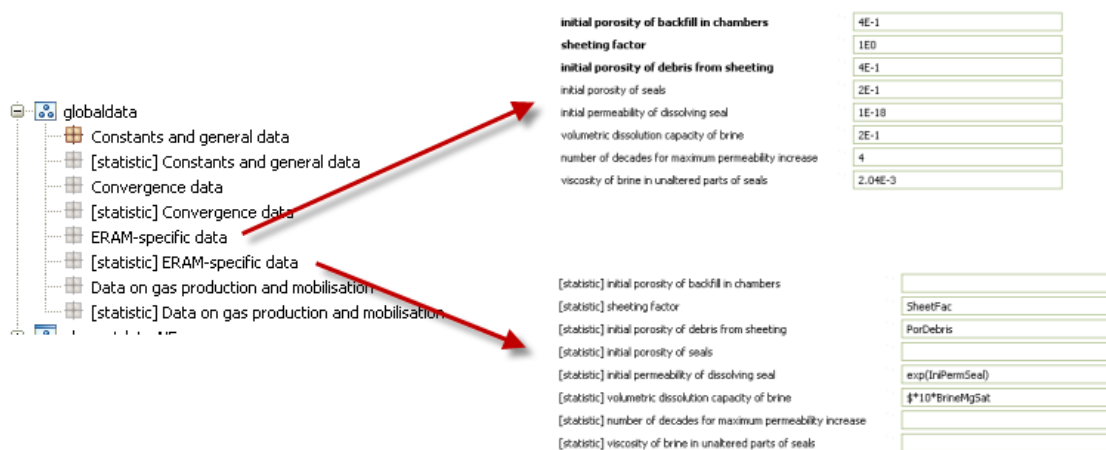 globaldata
Constants and general data
[statistic] Constants and general data
Convergence data
[statistic] Convergence data
ERAM-specific data
[statistic] ERAM-specific data
Data on gas production and mobilisation
[statistic] Data on gas production and mobilisation
initial porosity of backfill in chambers 4E-1
sheeting factor 1E0
initial porosity of debris from sheeting 4E-1
initial porosity of seals 2E-1
initial permeability of dissolving seal 1E-18
volumetric dissolution capacity of brine 2E-1
number of decades for maximum permeability increase 4
viscosity of brine in unaltered parts of seals 2.04E-3
[statistic] initial porosity of backfill in chambers
[statistic] sheeting factor SheetFac
[statistic] initial porosity of debris from sheeting PorDebris
[statistic] initial porosity of seals
[statistic] initial permeability of dissolving seal exp(IniPermSeal)
[statistic] volumetric dissolution capacity of brine $*10*BrineMgSat
[statistic] number of decades for maximum permeability increase
[statistic] viscosity of brine in unaltered parts of seals